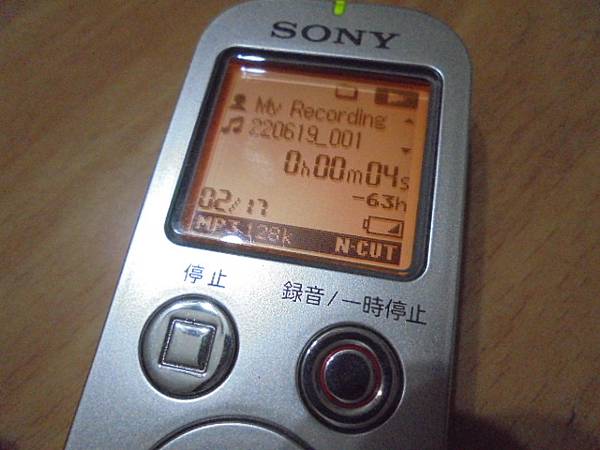 SONY
My Recording
220619_001
0h00m04s
-63h
02/17
MP3 128k N-CUT
停止
録音/一時停止